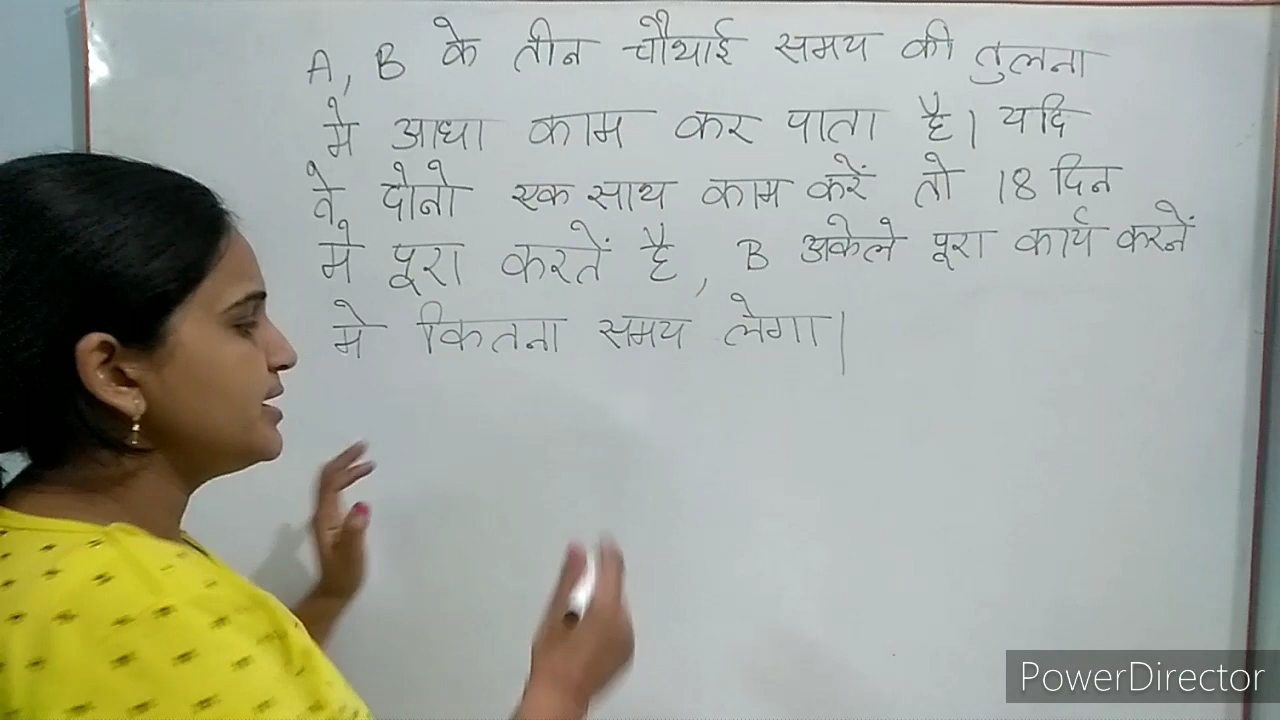 A, B के तीन चौथाई समय की तुलना
मे आधा काम कर पाता है। यदि
वे दोनो एक साथ काम करें तो 18 दिन
मे पूरा करतें है, B अकेले पूरा कार्य करनें
मे कितना समय लेगा।
PowerDirector